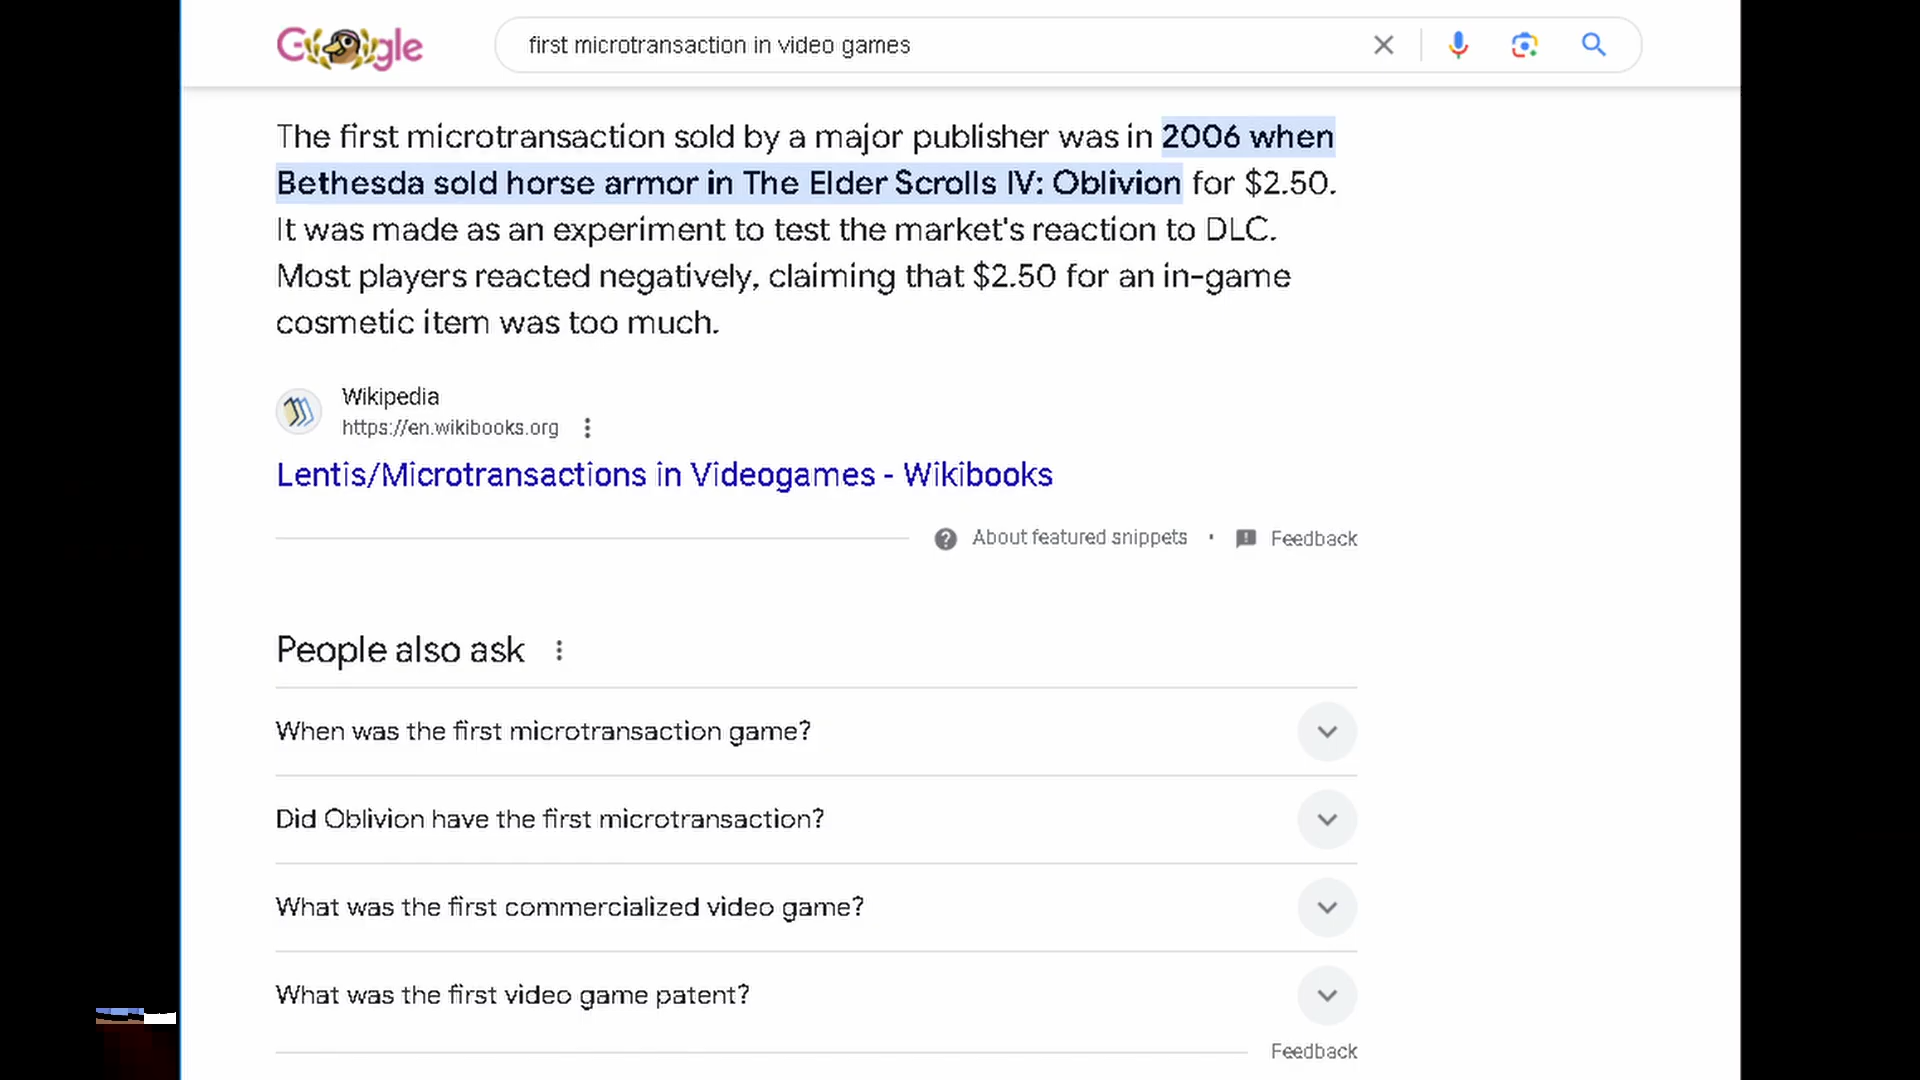 Google
first microtransaction in video games
The first microtransaction sold by a major publisher was in 2006 when
Bethesda sold horse armor in The Elder Scrolls IV: Oblivion for $2.50.
It was made as an experiment to test the market's reaction to DLC.
Most players reacted negatively, claiming that $2.50 for an in-game
cosmetic item was too much.
Wikipedia
https://en.wikibooks.org
Lentis/Microtransactions in Videogames - Wikibooks
About featured snippets · Feedback
People also ask
When was the first microtransaction game?
Did Oblivion have the first microtransaction?
What was the first commercialized video game?
What was the first video game patent?
Feedback